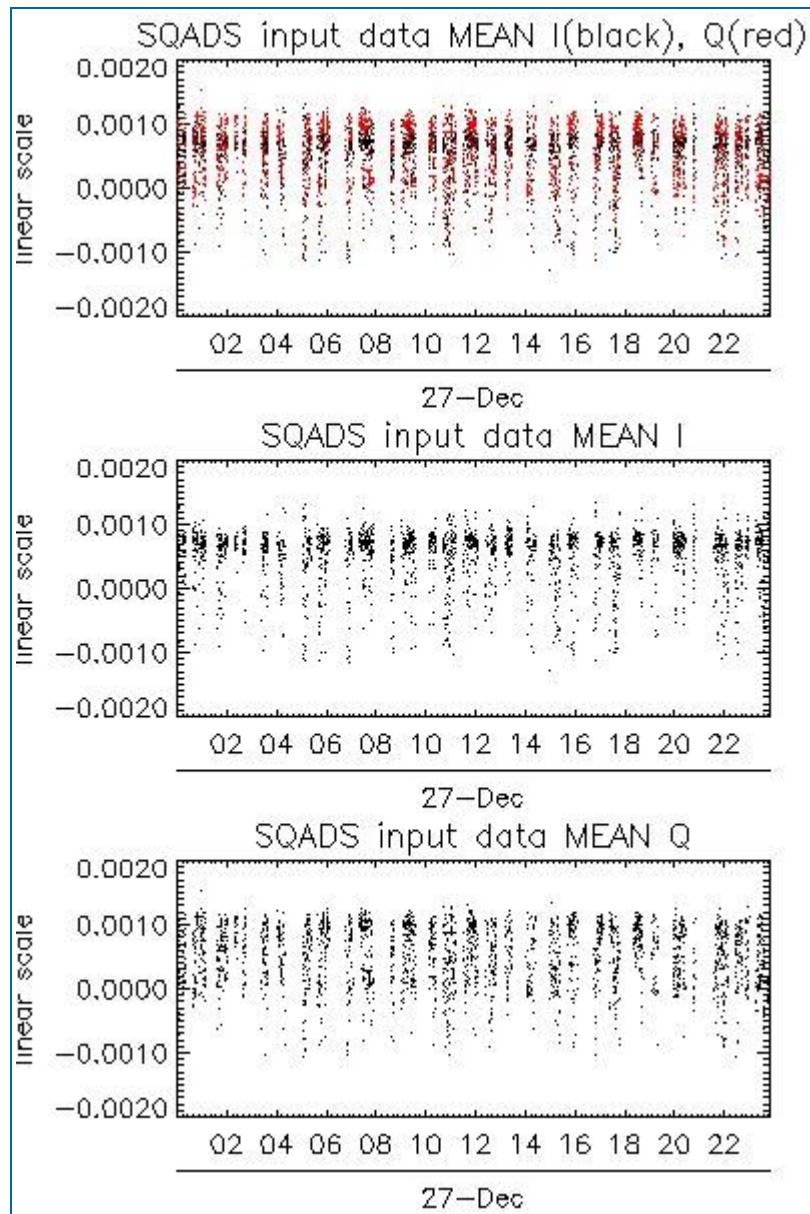 SQADS input data MEAN I(black), Q(red)
0.0020
0.0010
0.0000
−0.0010
−0.0020
linear scale
02 04 06 08 10 12 14 16 18 20 22
27−Dec
SQADS input data MEAN I
0.0020
0.0010
0.0000
−0.0010
−0.0020
linear scale
02 04 06 08 10 12 14 16 18 20 22
27−Dec
SQADS input data MEAN Q
0.0020
0.0010
0.0000
−0.0010
−0.0020
linear scale
02 04 06 08 10 12 14 16 18 20 22
27−Dec